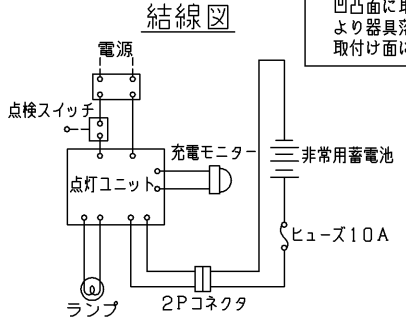 結線図
凹凸面に取
より器具落
取付け面に
電源
点検スイッチ
充電モニター
点灯ユニット
非常用蓄電池
ヒューズ10A
2Pコネクタ
ランプ